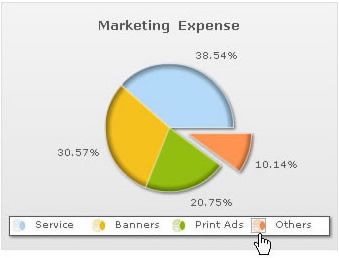 Marketing Expense
38.54%
30.57%
10.14%
20.75%
Service Banners Print Ads Others